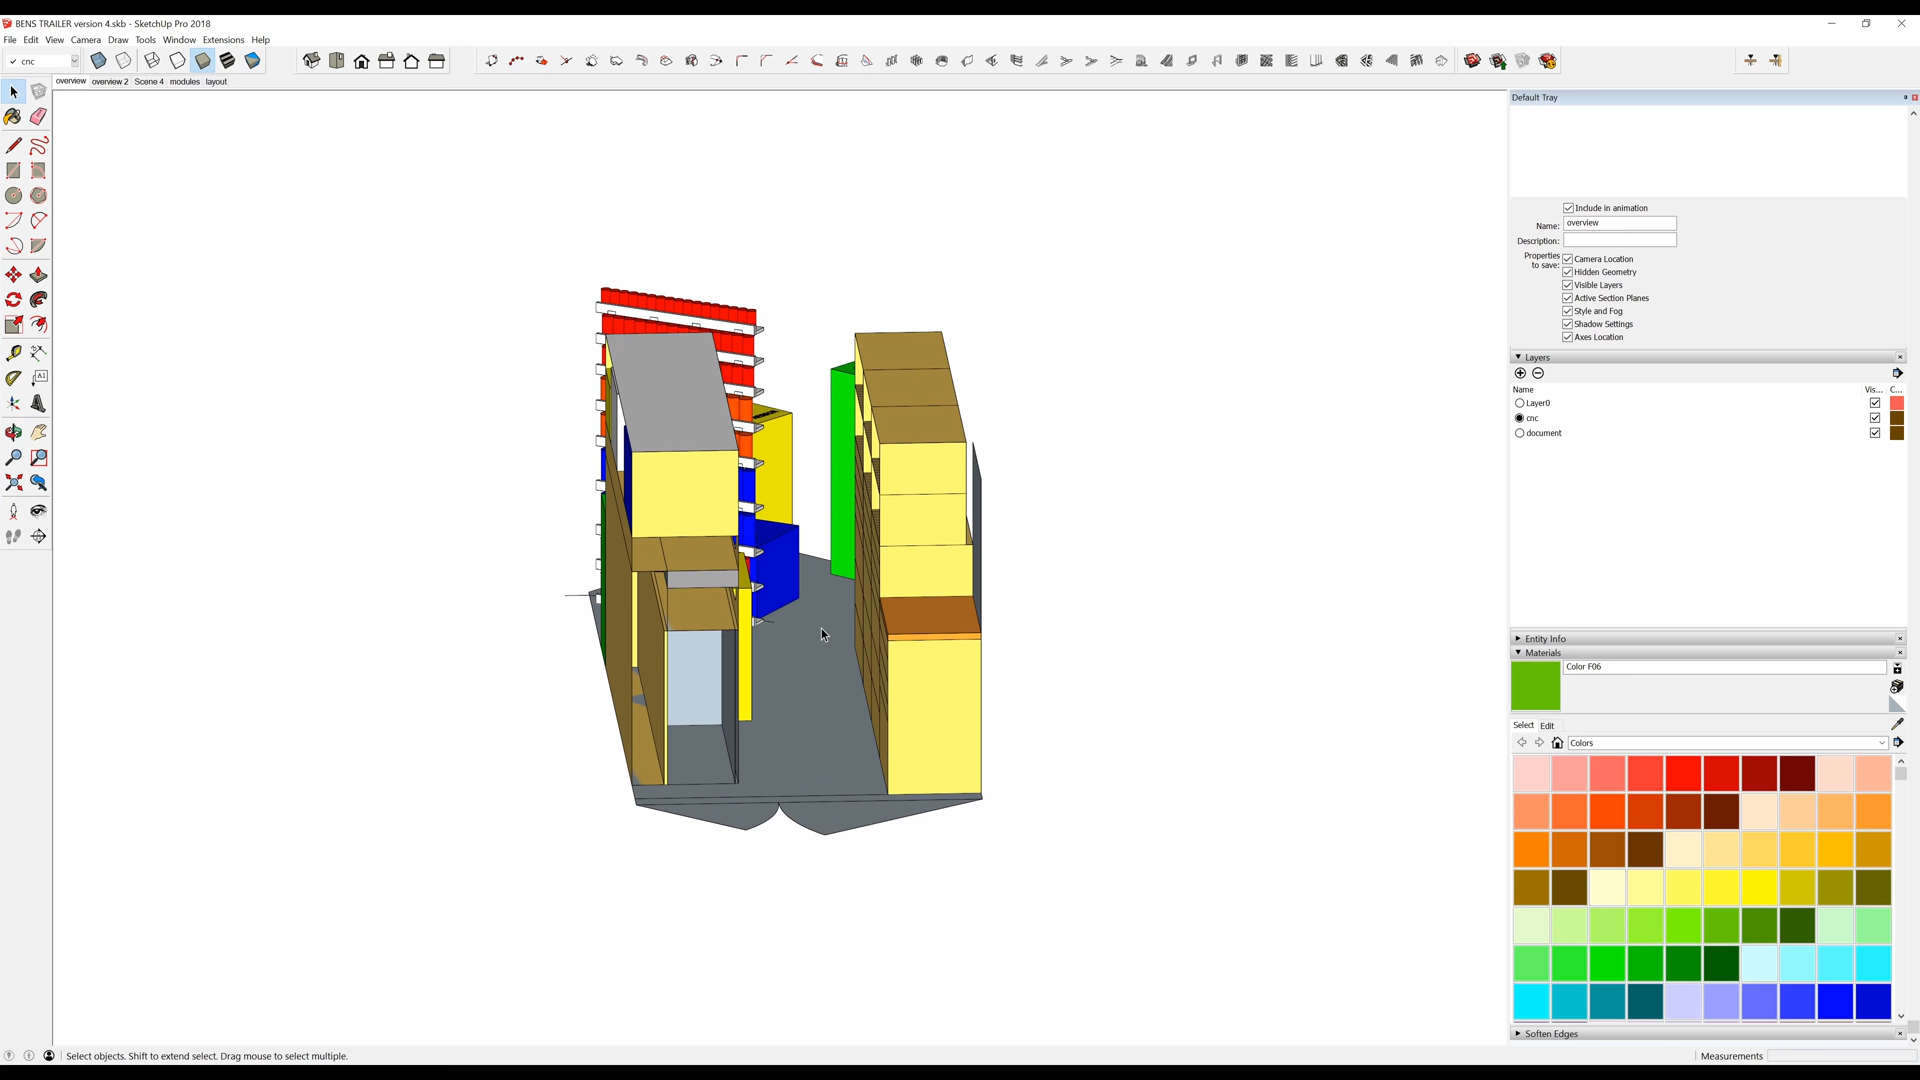 BENS TRAILER version 4.skb - SketchUp Pro 2018
File Edit View Camera Draw Tools Window Extensions Help
cnc
overview overview 2 Scene 4 modules layout
Default Tray
Include in animation
Name: overview
Description:
Properties to save:
Camera Location
Hidden Geometry
Visible Layers
Active Section Planes
Style and Fog
Shadow Settings
Axes Location
Layers
Name Vis... C...
Layer0
cnc
document
Entity Info
Materials
Color F06
Select Edit
Colors
Soften Edges
Select objects. Shift to extend select. Drag mouse to select multiple.
Measurements